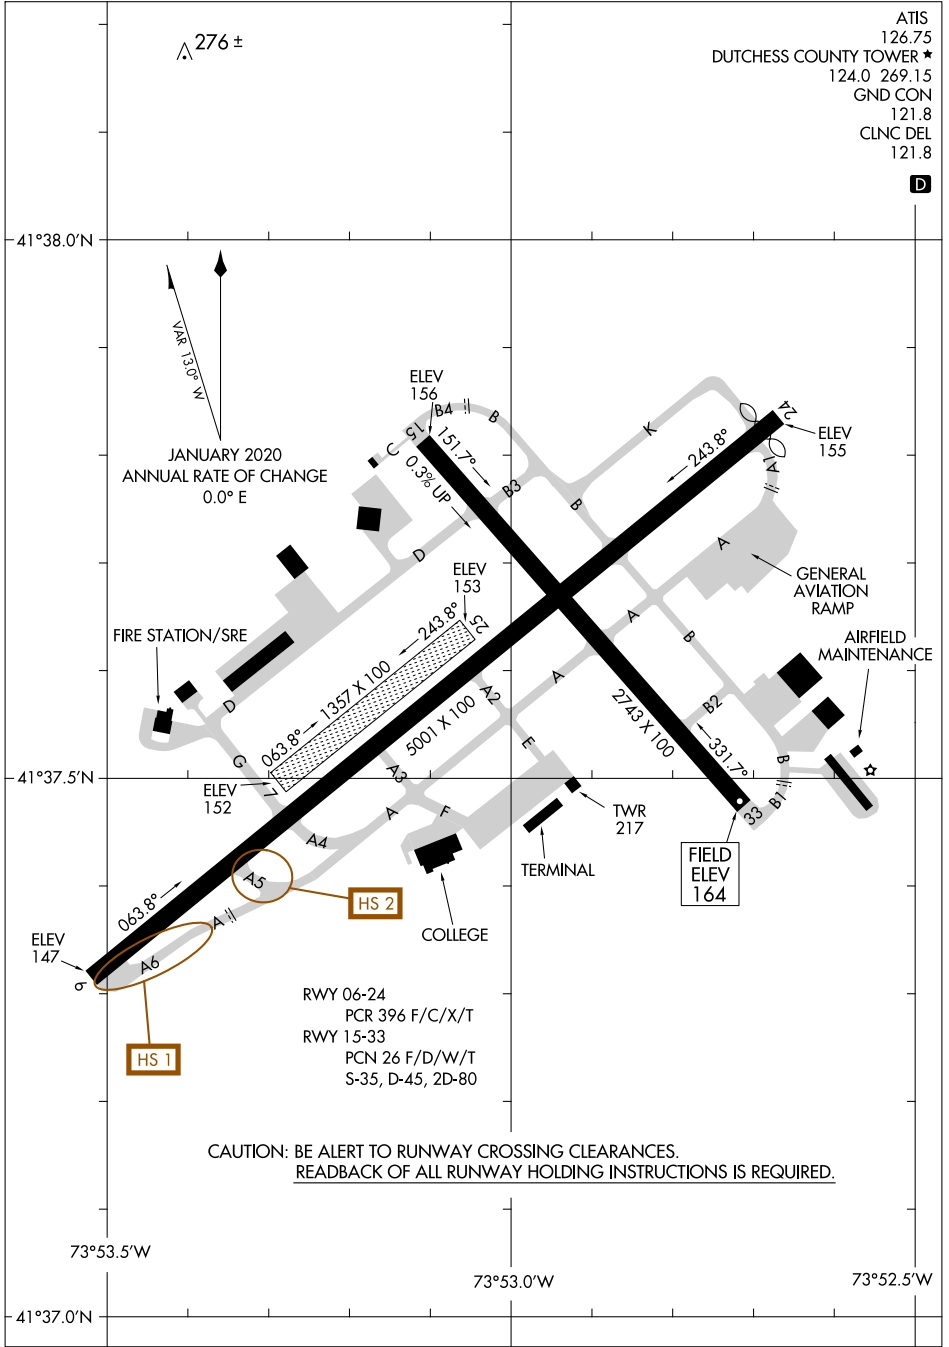 276 ±
ATIS
126.75
DUTCHESS COUNTY TOWER ★
124.0 269.15
GND CON
121.8
CLNC DEL
121.8
D
41°38.0'N
VAR 13.0° W
JANUARY 2020
ANNUAL RATE OF CHANGE
0.0° E
ELEV
156
B4
B
15
C
151.7°
0.3% UP
B3
K
B
24
243.8°
ELEV
155
A1
A
D
ELEV
153
25
243.8°
1357 X 100
063.8°
GENERAL
AVIATION
RAMP
FIRE STATION/SRE
AIRFIELD
MAINTENANCE
A
B
A
A2
D
E
5001 X 100
2743 X 100
B2
331.7°
B
B1
33
G
7
ELEV
152
41°37.5'N
A3
A
F
A4
TWR
217
TERMINAL
FIELD
ELEV
164
A5
HS 2
COLLEGE
063.8°
A
ELEV
147
A6
6
HS 1
RWY 06-24
PCR 396 F/C/X/T
RWY 15-33
PCN 26 F/D/W/T
S-35, D-45, 2D-80
CAUTION: BE ALERT TO RUNWAY CROSSING CLEARANCES.
READBACK OF ALL RUNWAY HOLDING INSTRUCTIONS IS REQUIRED.
73°53.5'W
73°53.0'W
73°52.5'W
41°37.0'N